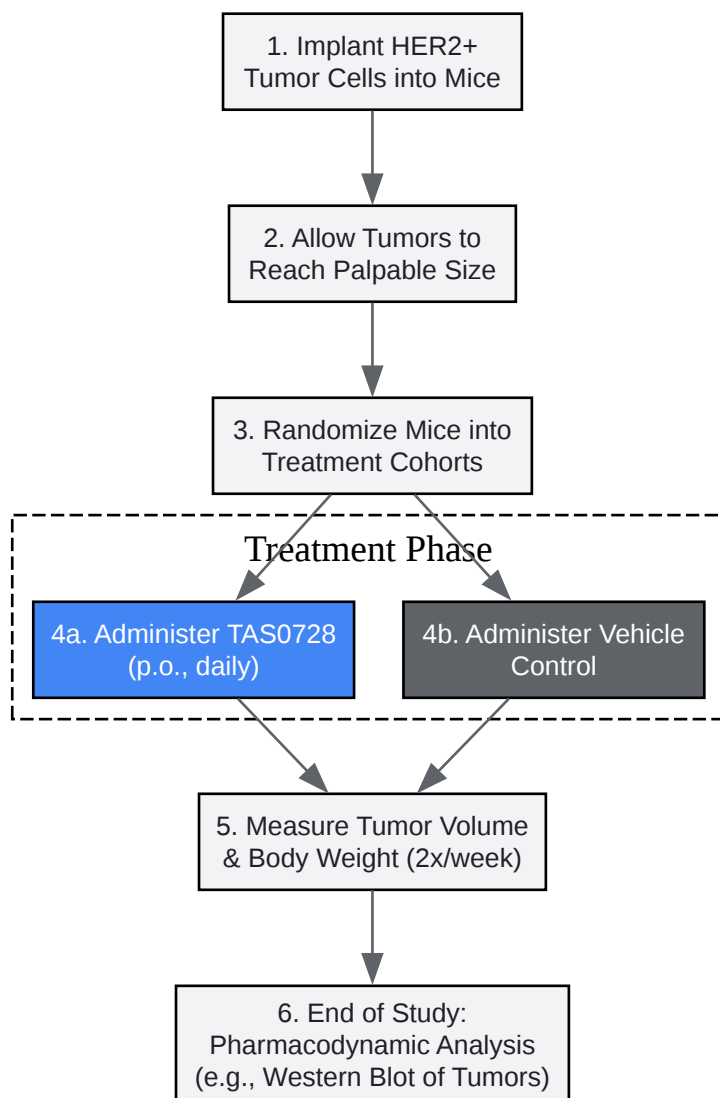 1. Implant HER2+
Tumor Cells into Mice
2. Allow Tumors to
Reach Palpable Size
3. Randomize Mice into
Treatment Cohorts
Treatment Phase
4a. Administer TAS0728
(p.o., daily)
4b. Administer Vehicle
Control
5. Measure Tumor Volume
& Body Weight (2x/week)
6. End of Study:
Pharmacodynamic Analysis
(e.g., Western Blot of Tumors)